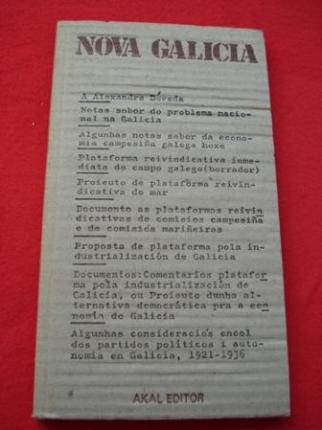 NOVA GALICIA
A Alexandre Bóveda
Notas sobor do problema nacio-
nal na Galicia
Algunhas notas sobor da econo-
mía campesiña galega hoxe
Plataforma reivindicativa inme-
diata do campo galega(borrador)
Proieuto de plataforma reivin-
dicativa do mar
Documento as plataformas reivin
dicativas de comisiós campesiña
e de comisiós mariñeiras
Proposta de plataforma pola in-
dustrialización de Galicia
Documentos:Comentarios platafor
ma pola industrialización de
Galicia, ou Proieuto dunha al-
ternativa democrática pra a eco
nomía de Galicia
Algunhas consideraciós encol
dos partidos políticos i auto-
nomía en Galicia, 1921-1936
AKAL EDITOR